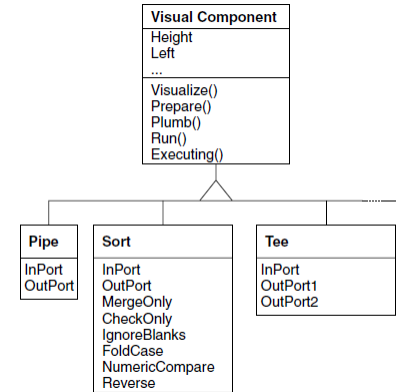 Visual Component
Height
Left
...
Visualize()
Prepare()
Plumb()
Run()
Executing()
Pipe
InPort
OutPort
Sort
InPort
OutPort
MergeOnly
CheckOnly
IgnoreBlanks
FoldCase
NumericCompare
Reverse
Tee
InPort
OutPort1
OutPort2